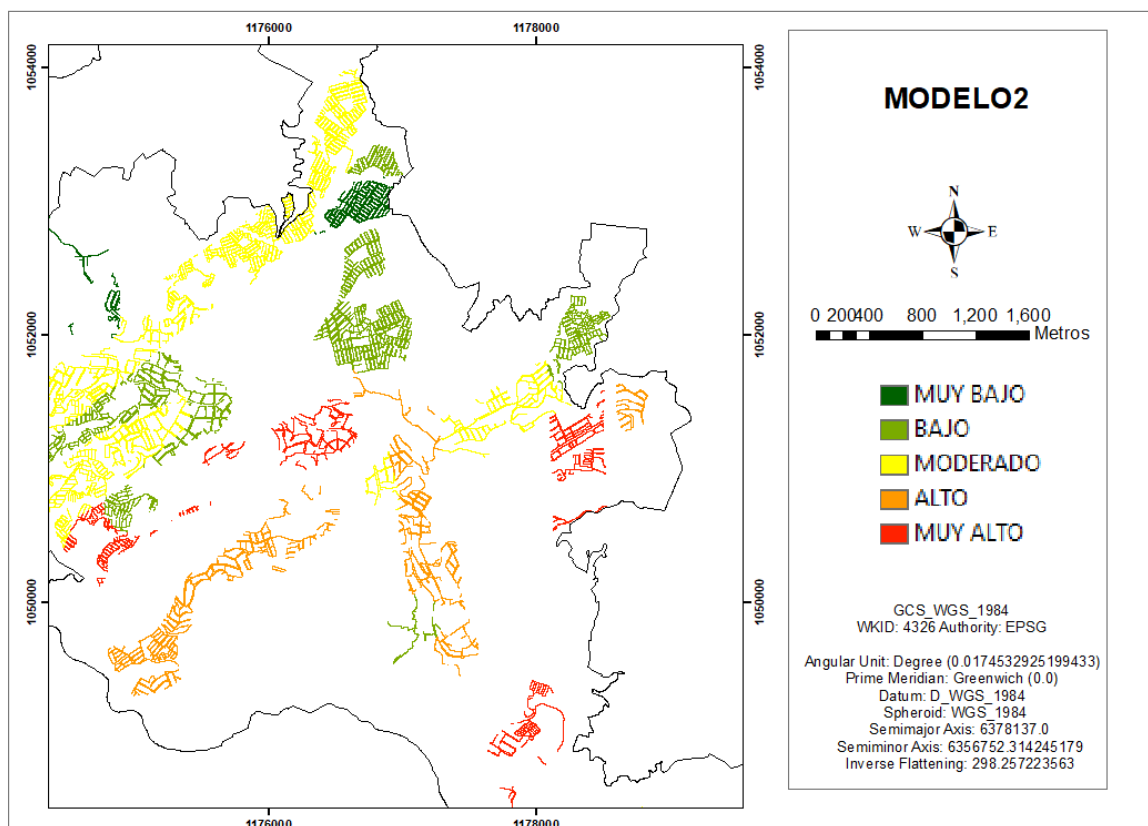 1176000
1178000
1054000
1054000
1052000
1052000
1050000
1050000
1176000
1178000
MODELO2
N
W
E
S
0 200400 800 1,200 1,600
Metros
MUY BAJO
BAJO
MODERADO
ALTO
MUY ALTO
GCS_WGS_1984
WKID: 4326 Authority: EPSG
Angular Unit: Degree (0.0174532925199433)
Prime Meridian: Greenwich (0.0)
Datum: D_WGS_1984
Spheroid: WGS_1984
Semimajor Axis: 6378137.0
Semiminor Axis: 6356752.314245179
Inverse Flattening: 298.257223563